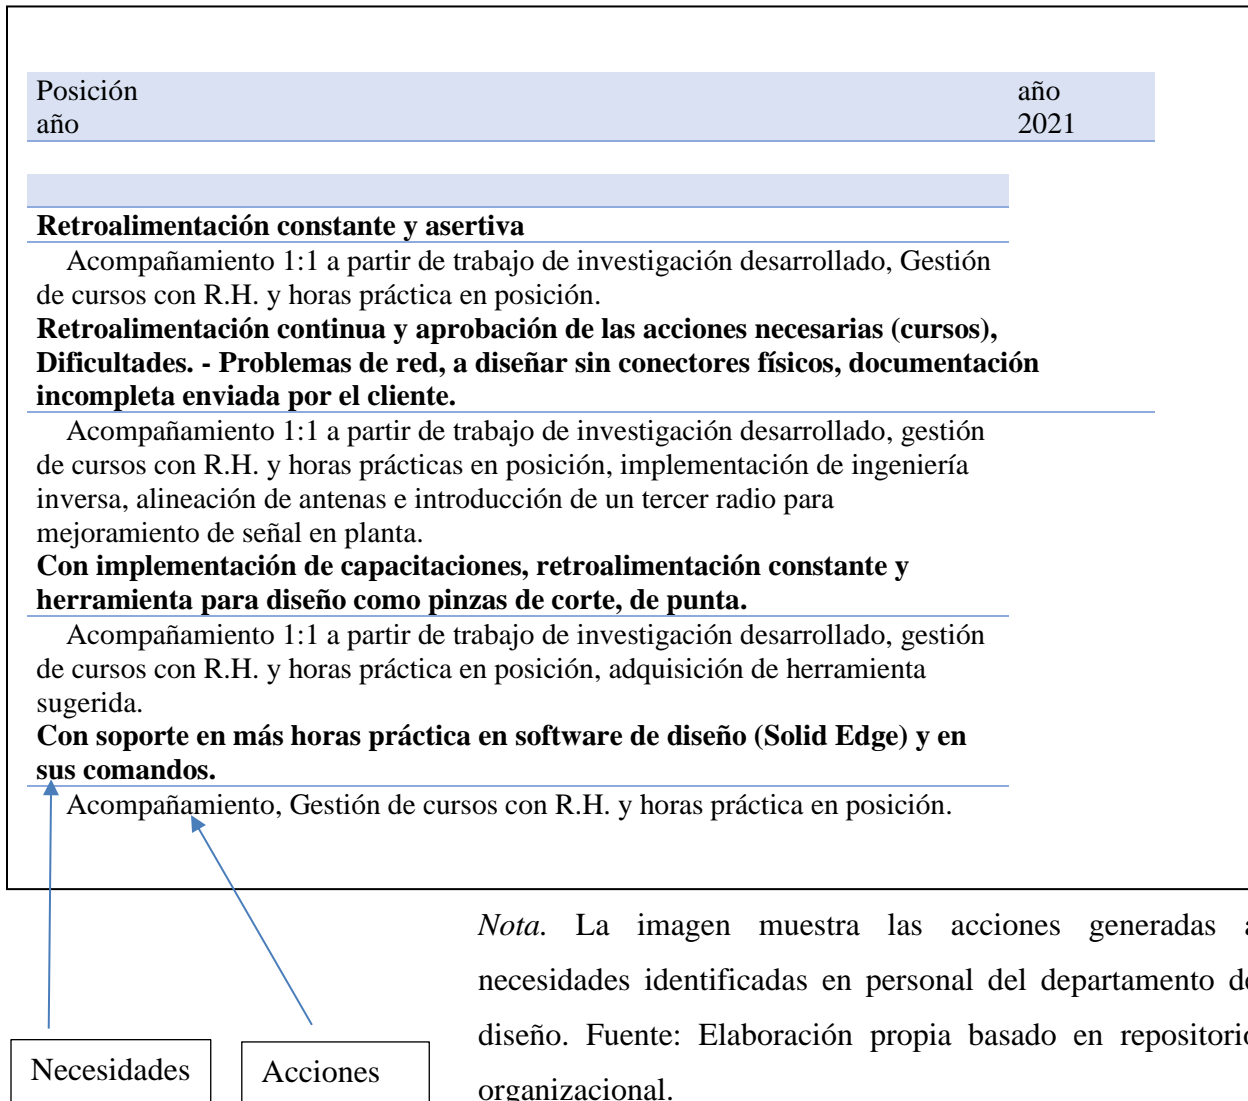 Posición año
año 2021
Retroalimentación constante y asertiva
Acompañamiento 1:1 a partir de trabajo de investigación desarrollado, Gestión
de cursos con R.H. y horas práctica en posición.
Retroalimentación continua y aprobación de las acciones necesarias (cursos),
Dificultades. - Problemas de red, a diseñar sin conectores físicos, documentación
incompleta enviada por el cliente.
Acompañamiento 1:1 a partir de trabajo de investigación desarrollado, gestión
de cursos con R.H. y horas prácticas en posición, implementación de ingeniería
inversa, alineación de antenas e introducción de un tercer radio para
mejoramiento de señal en planta.
Con implementación de capacitaciones, retroalimentación constante y
herramienta para diseño como pinzas de corte, de punta.
Acompañamiento 1:1 a partir de trabajo de investigación desarrollado, gestión
de cursos con R.H. y horas práctica en posición, adquisición de herramienta
sugerida.
Con soporte en más horas práctica en software de diseño (Solid Edge) y en
sus comandos.
Acompañamiento, Gestión de cursos con R.H. y horas práctica en posición.
Nota. La imagen muestra las acciones generadas a
necesidades identificadas en personal del departamento de
diseño. Fuente: Elaboración propia basado en repositorio
organizacional.
Necesidades
Acciones